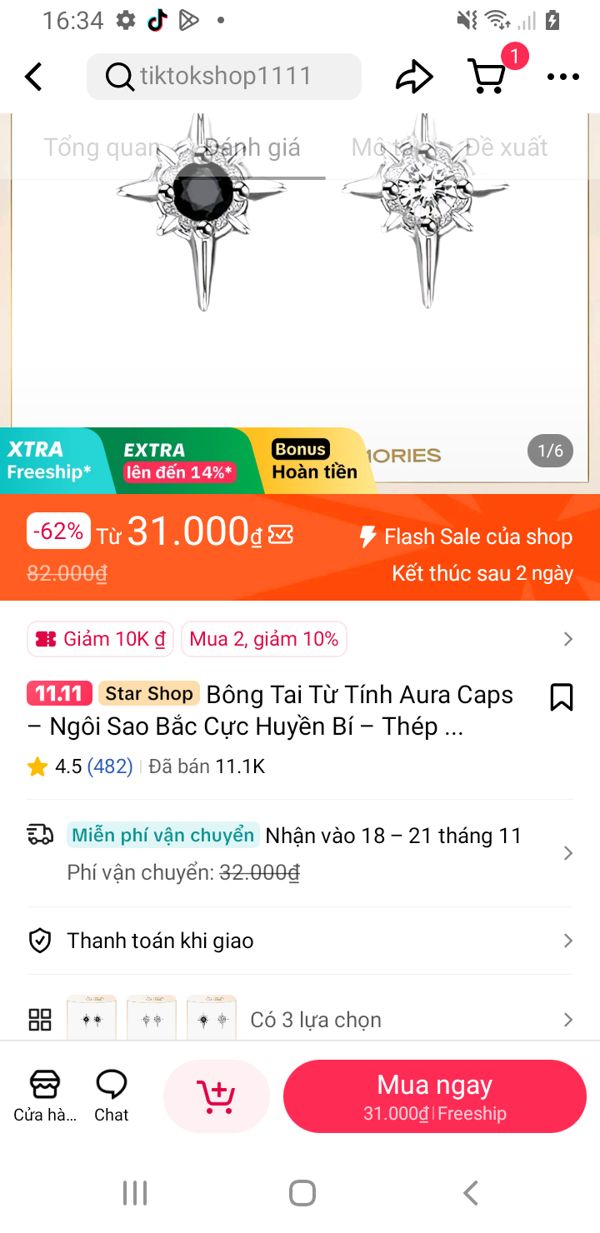 16:34
tiktokshop1111
1
Tổng quan Đánh giá Mô tả Đề xuất
XTRA
Freeship*
EXTRA
lên đến 14%*
Bonus
Hoàn tiền
MORIES
1/6
-62% Từ 31.000₫
82.000₫
Flash Sale của shop
Kết thúc sau 2 ngày
Giảm 10K ₫ Mua 2, giảm 10%
11.11 Star Shop Bông Tai Từ Tính Aura Caps
– Ngôi Sao Bắc Cực Huyền Bí – Thép ...
4.5 (482) Đã bán 11.1K
Miễn phí vận chuyển Nhận vào 18 – 21 tháng 11
Phí vận chuyển: 32.000₫
Thanh toán khi giao
Có 3 lựa chọn
Cửa hà...
Chat
Mua ngay
31.000₫ Freeship